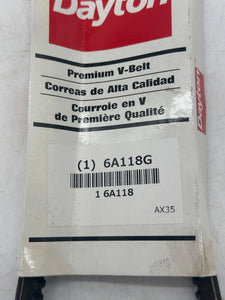 Dayton
Premium V-Belt
Correas de Alta Calidad
Courroie en V
de Première Qualité
(1) 6A118G
1 6A118
AX35
Dayton